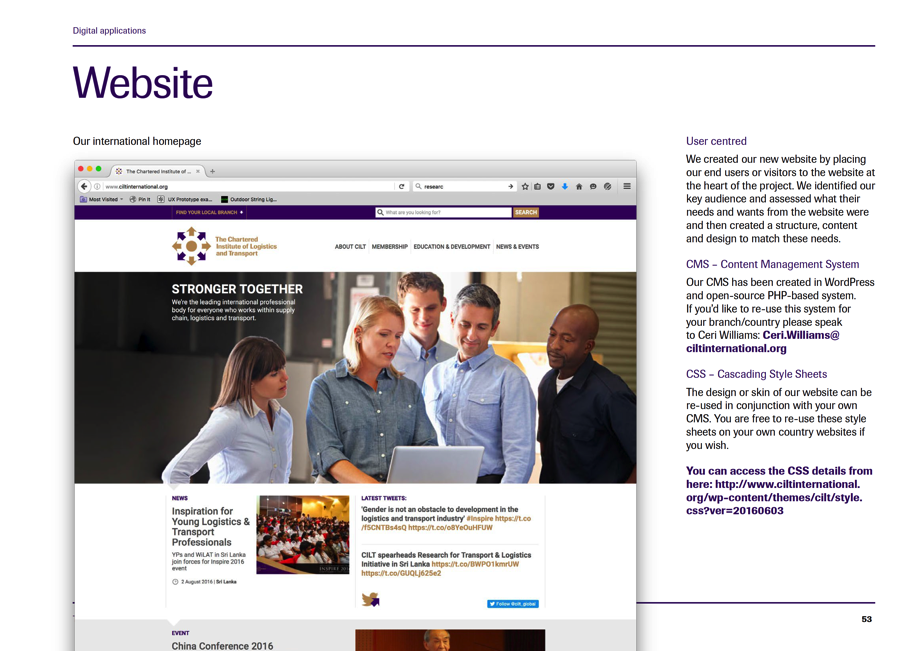 Digital applications
Website
Our international homepage
The Chartered Institute of ...
www.ciltinternational.org
researc
Most Visited
Pin It
UX Prototype exa...
Outdoor String Lig...
FIND YOUR LOCAL BRANCH
What are you looking for?
SEARCH
The Chartered
Institute of Logistics
and Transport
ABOUT CILT
MEMBERSHIP
EDUCATION & DEVELOPMENT
NEWS & EVENTS
STRONGER TOGETHER
We're the leading international professional
body for everyone who works within supply
chain, logistics and transport.
NEWS
Inspiration for
Young Logistics &
Transport
Professionals
YPs and WiLAT in Sri Lanka
join forces for Inspire 2016
event
2 August 2016 | Sri Lanka
INSPIRE 2016
LATEST TWEETS:
'Gender is not an obstacle to development in the
logistics and transport industry' #Inspire https://t.co
/f5CNTBs4sQ https://t.co/o8YeOuHFUW
CILT spearheads Research for Transport & Logistics
Initiative in Sri Lanka https://t.co/BWPO1kmrUW
https://t.co/GUQLj625e2
Follow @cilt_global
EVENT
China Conference 2016
User centred
We created our new website by placing
our end users or visitors to the website at
the heart of the project. We identified our
key audience and assessed what their
needs and wants from the website were
and then created a structure, content
and design to match these needs.
CMS – Content Management System
Our CMS has been created in WordPress
and open-source PHP-based system.
If you'd like to re-use this system for
your branch/country please speak
to Ceri Williams: Ceri.Williams@
ciltinternational.org
CSS – Cascading Style Sheets
The design or skin of our website can be
re-used in conjunction with your own
CMS. You are free to re-use these style
sheets on your own country websites if
you wish.
You can access the CSS details from
here: http://www.ciltinternational.
org/wp-content/themes/cilt/style.
css?ver=20160603
53